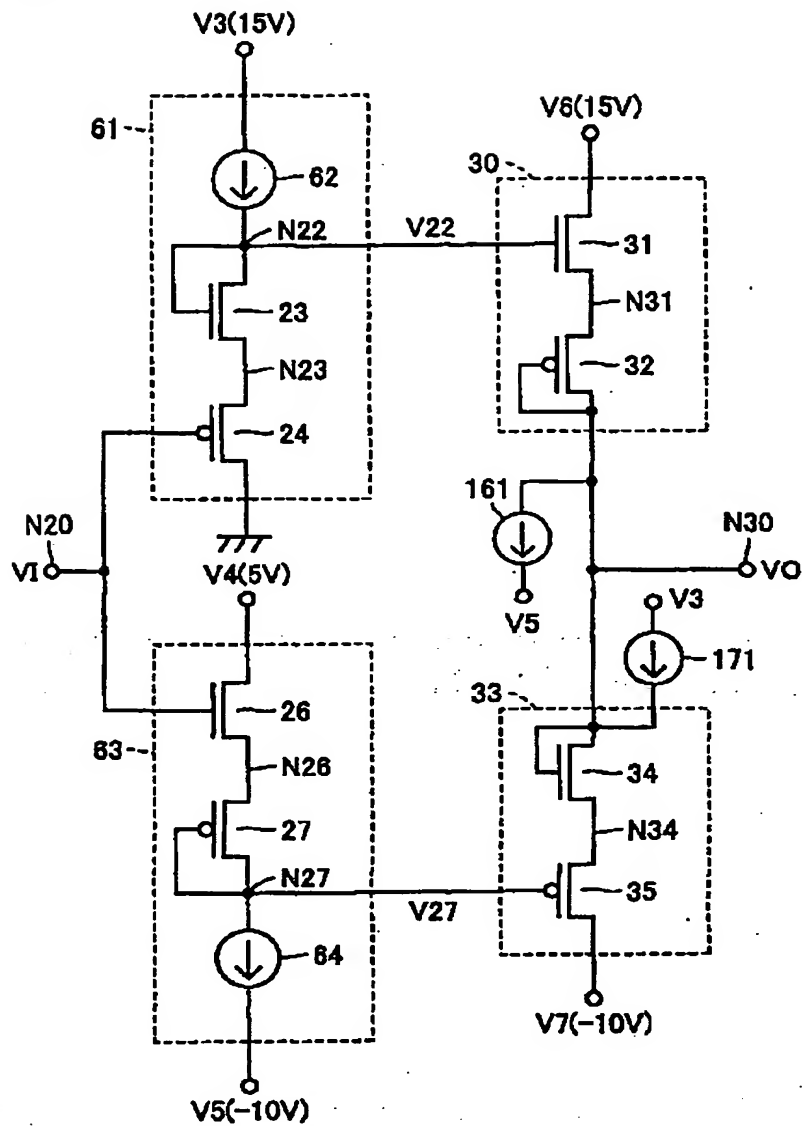 V3(15V)
61
62
N22
V22
23
N23
24
V6(15V)
30
31
N31
32
161
V5
N20
VI
N30
VO
V4(5V)
V3
171
63
26
N26
27
N27
V27
64
V5(-10V)
33
34
N34
35
V7(-10V)